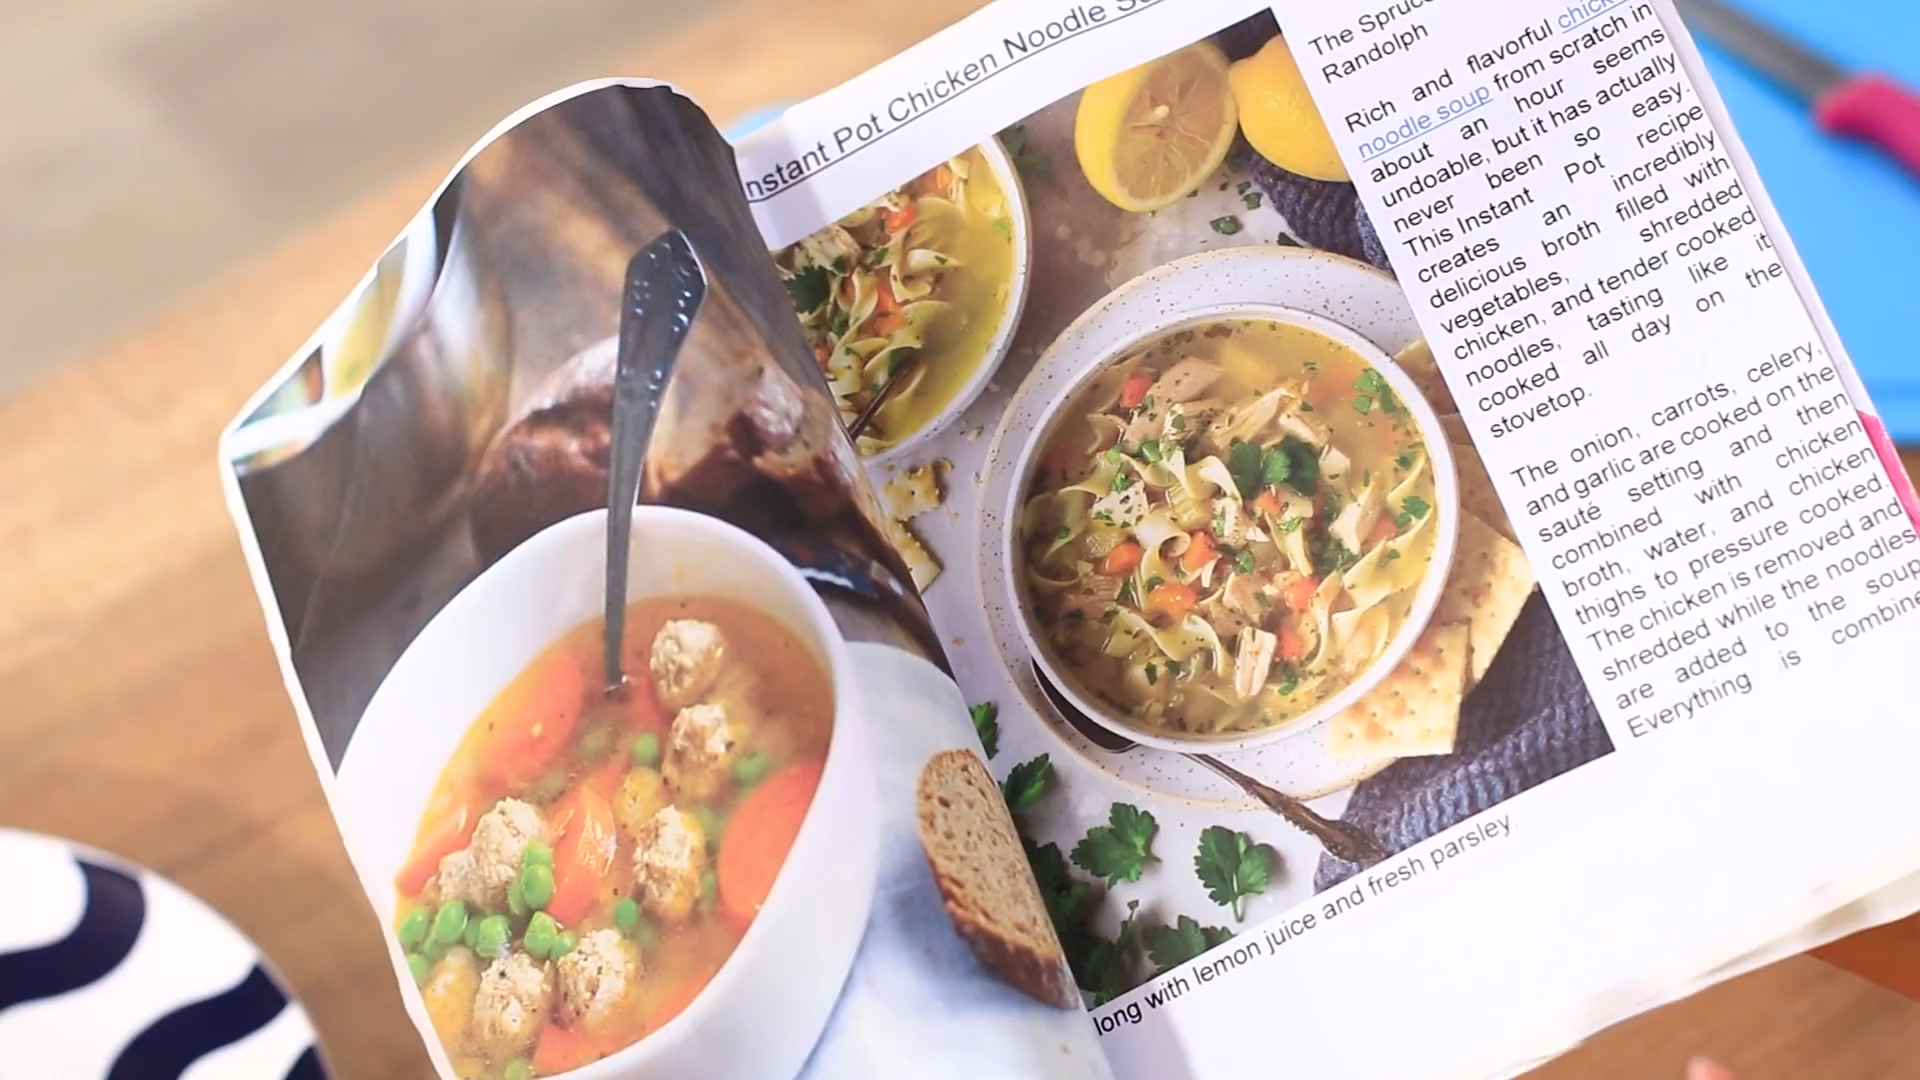 nstant Pot Chicken Noodle
The Spruce
Randolph
Rich and flavorful
noodle soup from scratch in
about an hour seems
undoable, but it has actually
never been so easy.
This Instant Pot recipe
creates an incredibly
delicious broth filled with
vegetables, shredded
chicken, and tender cooked
noodles, tasting like it
cooked all day on the
stovetop.
The onion, carrots, celery,
and garlic are cooked on the
sauté setting and then
combined with chicken
broth, water, and chicken
thighs to pressure cooked.
The chicken is removed and
shredded while the noodles
are added to the soup
Everything is combine
long with lemon juice and fresh parsley.